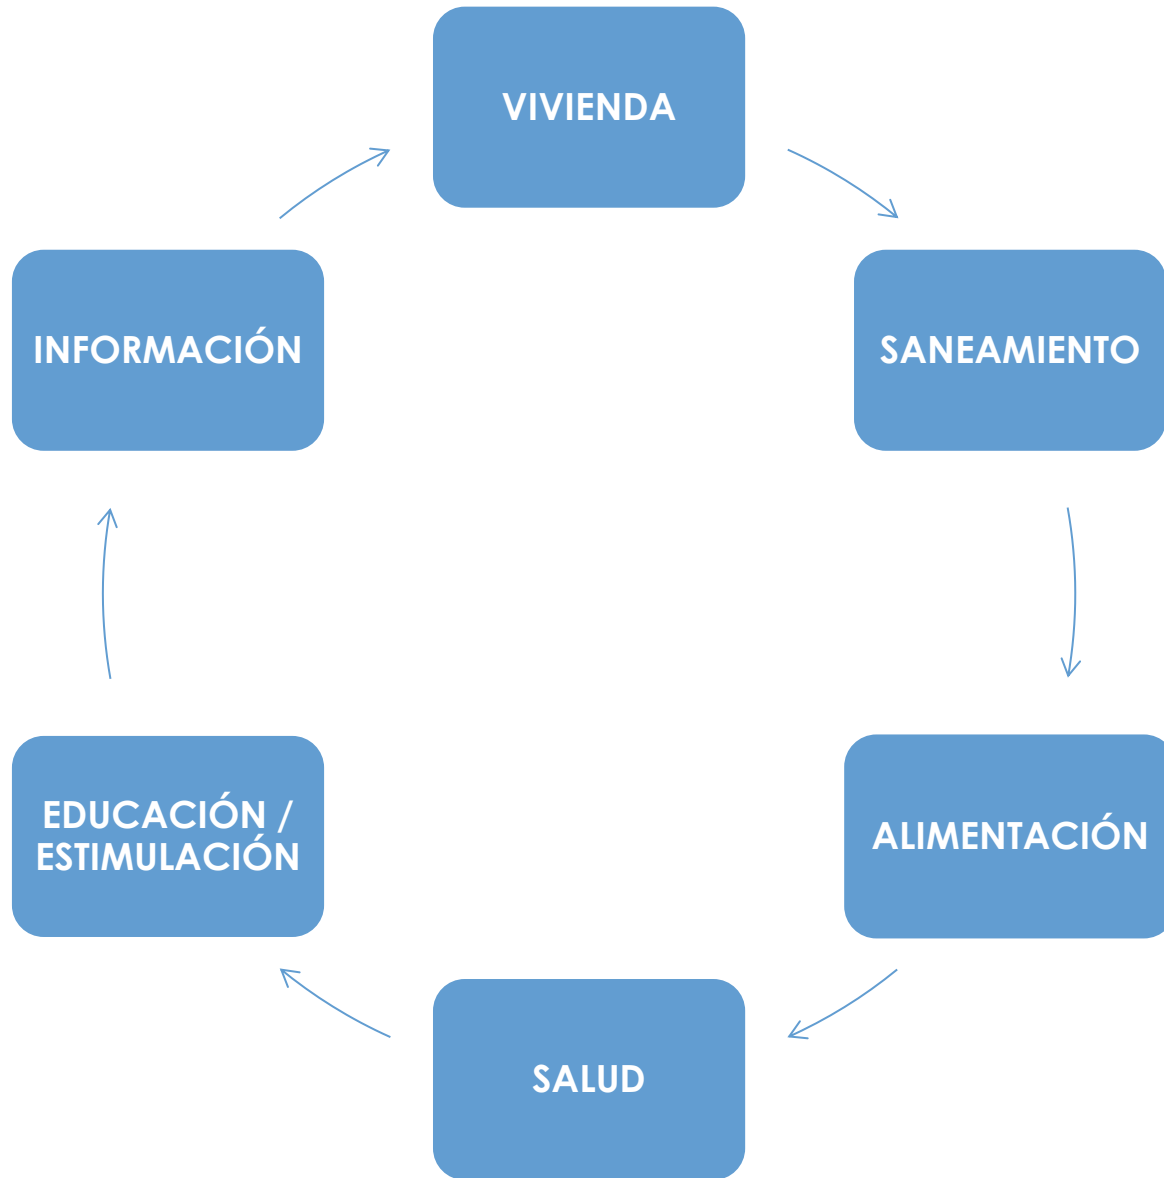 VIVIENDA
SANEAMIENTO
ALIMENTACIÓN
SALUD
EDUCACIÓN /
ESTIMULACIÓN
INFORMACIÓN